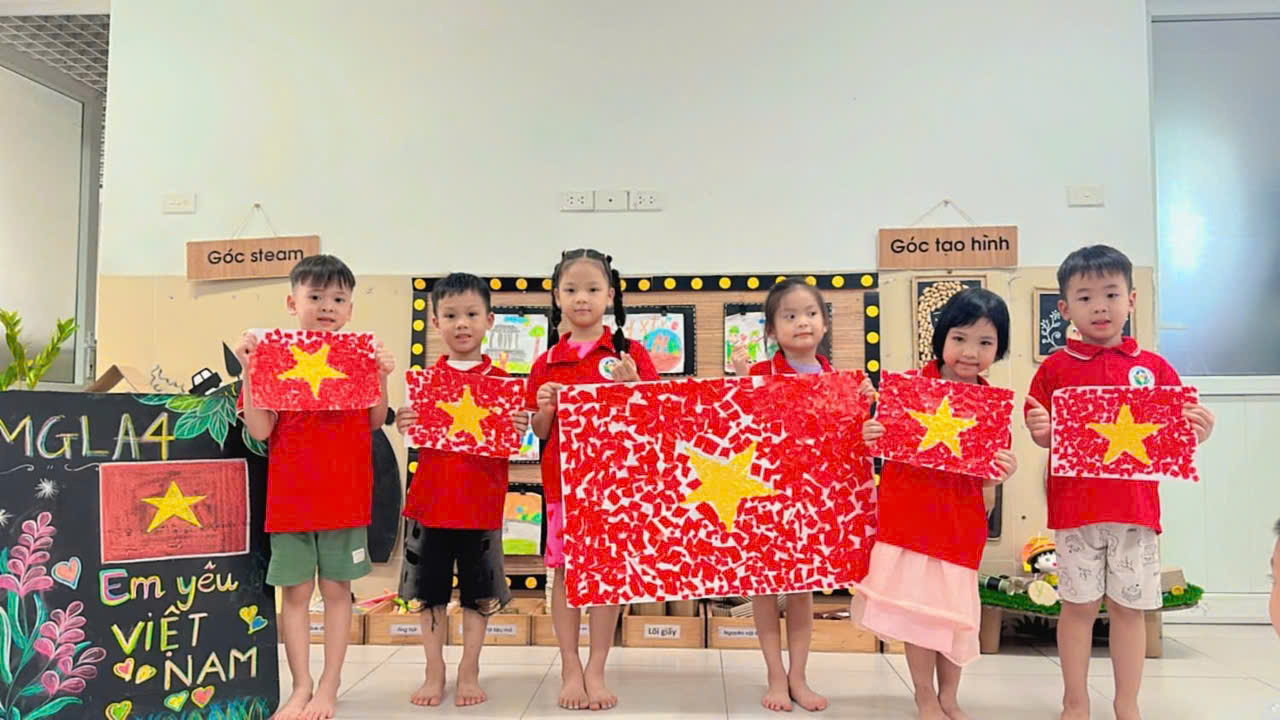 Góc steam
Góc tạo hình
MGLA4
Em yêu
VIỆT
NAM
Lõi giấy